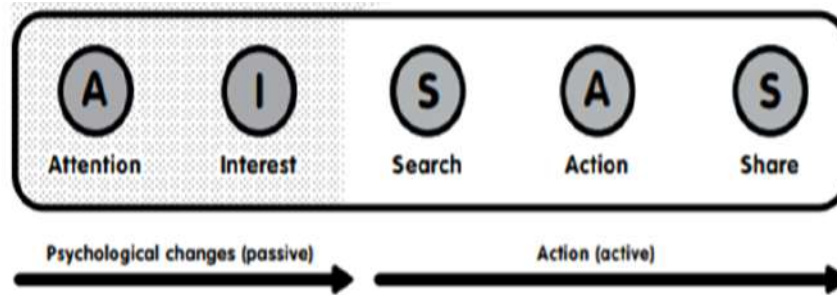 A I S A S
Attention Interest Search Action Share
Psychological changes (passive) Action (active)